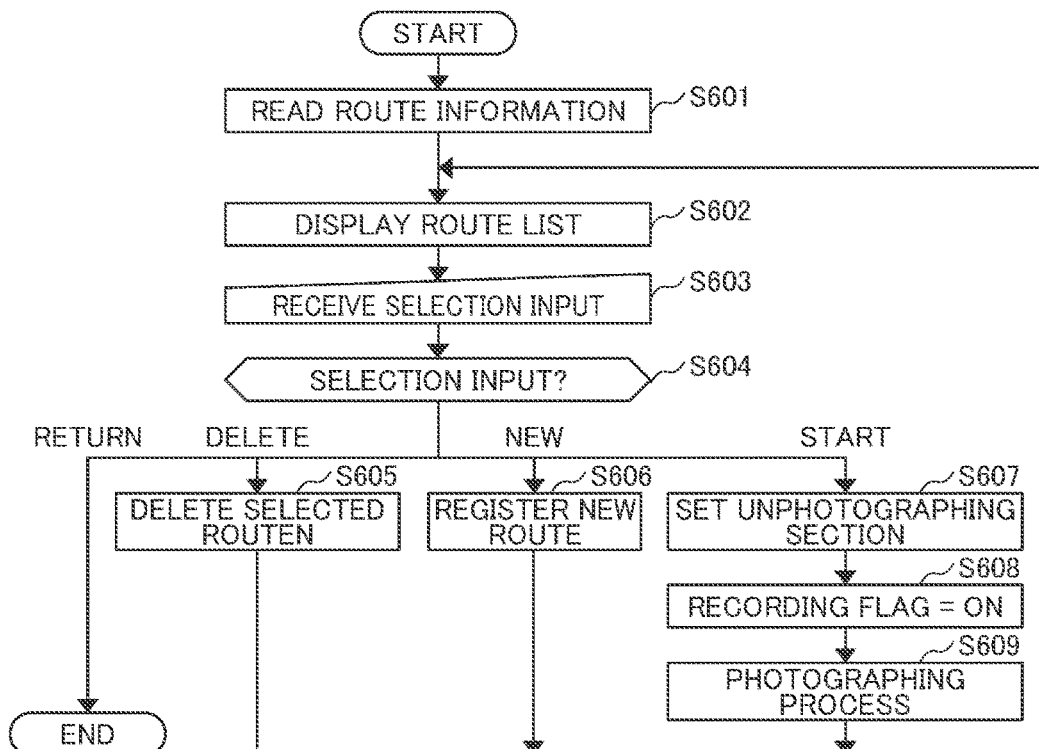 START
READ ROUTE INFORMATION
S601
DISPLAY ROUTE LIST
S602
RECEIVE SELECTION INPUT
S603
SELECTION INPUT?
S604
RETURN
DELETE
NEW
START
S605
DELETE SELECTED
ROUTEN
S606
REGISTER NEW
ROUTE
S607
SET UNPHOTOGRAPHING
SECTION
S608
RECORDING FLAG = ON
S609
PHOTOGRAPHING
PROCESS
END